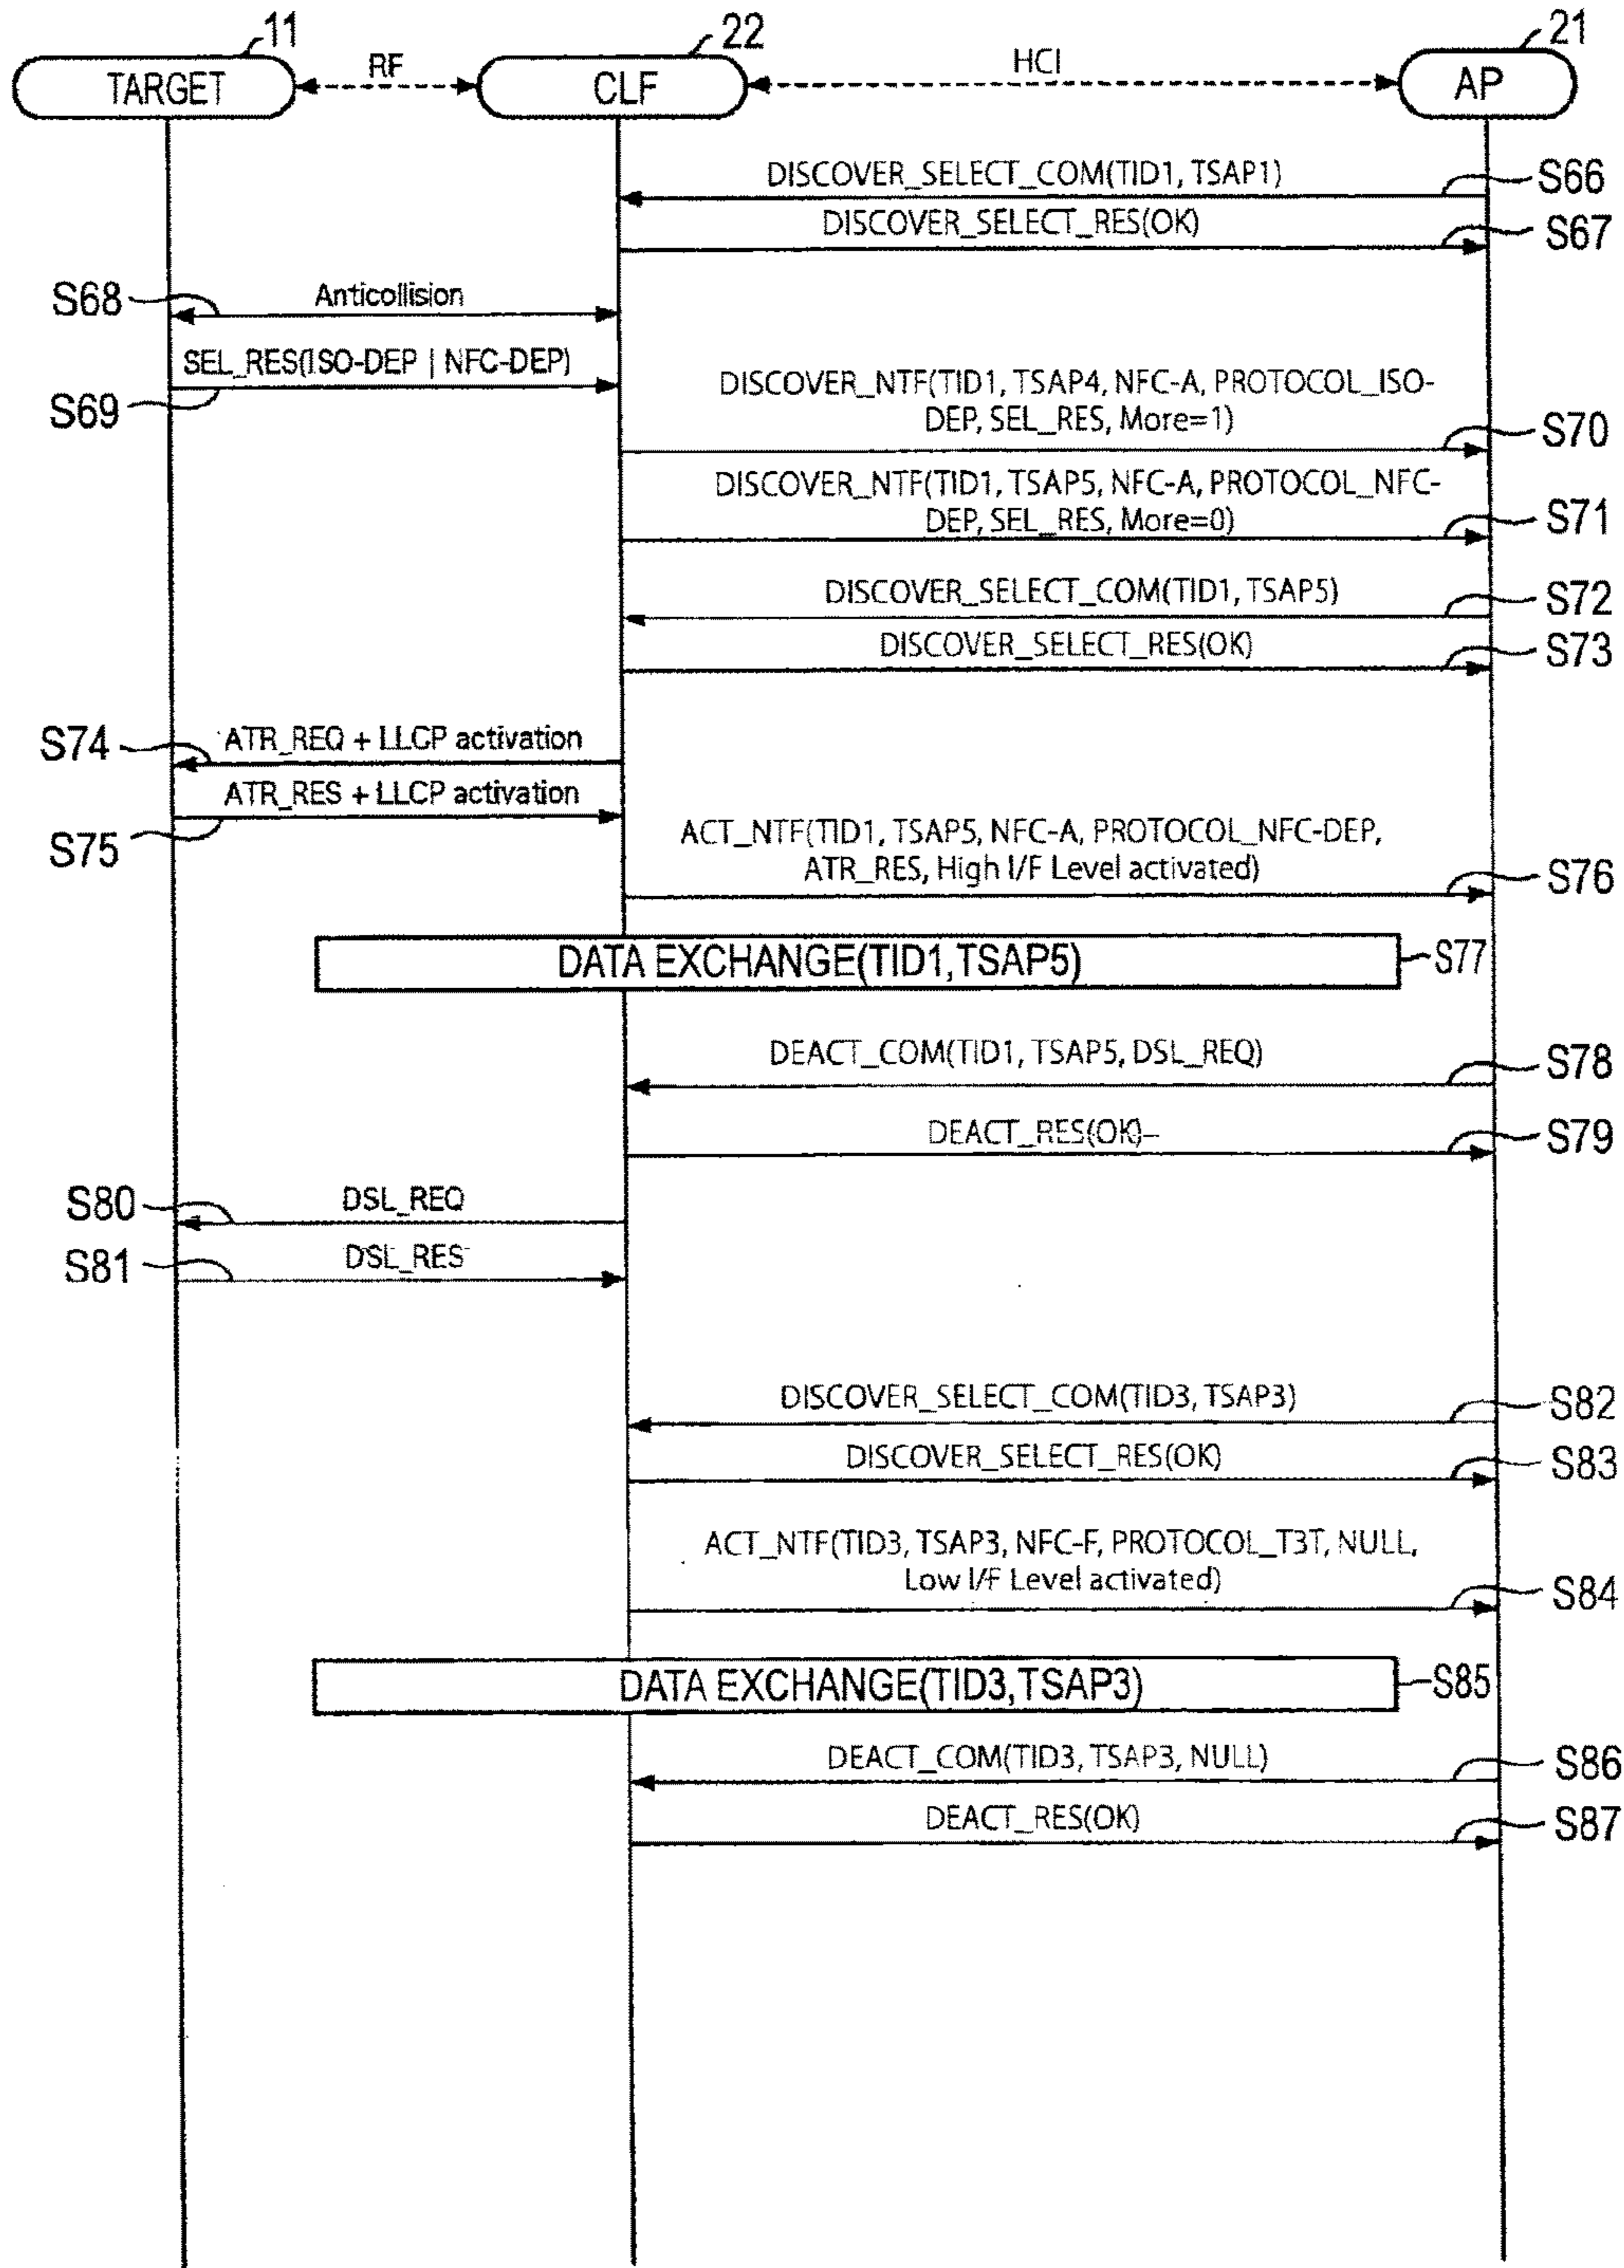 11
22
21
TARGET
RF
CLF
HCI
AP
DISCOVER_SELECT_COM(TID1, TSAP1)
S66
DISCOVER_SELECT_RES(OK)
S67
S68
Anticollision
SEL_RES(ISO-DEP | NFC-DEP)
S69
DISCOVER_NTF(TID1, TSAP4, NFC-A, PROTOCOL_ISO-
DEP, SEL_RES, More=1)
S70
DISCOVER_NTF(TID1, TSAP5, NFC-A, PROTOCOL_NFC-
DEP, SEL_RES, More=0)
S71
DISCOVER_SELECT_COM(TID1, TSAP5)
S72
DISCOVER_SELECT_RES(OK)
S73
S74
ATR_REQ + LLCP activation
ATR_RES + LLCP activation
S75
ACT_NTF(TID1, TSAP5, NFC-A, PROTOCOL_NFC-DEP,
ATR_RES, High I/F Level activated)
S76
DATA EXCHANGE(TID1,TSAP5)
S77
DEACT_COM(TID1, TSAP5, DSL_REQ)
S78
DEACT_RES(OK)–
S79
S80
DSL_REQ
S81
DSL_RES
DISCOVER_SELECT_COM(TID3, TSAP3)
S82
DISCOVER_SELECT_RES(OK)
S83
ACT_NTF(TID3, TSAP3, NFC-F, PROTOCOL_T3T, NULL,
Low I/F Level activated)
S84
DATA EXCHANGE(TID3,TSAP3)
S85
DEACT_COM(TID3, TSAP3, NULL)
S86
DEACT_RES(OK)
S87